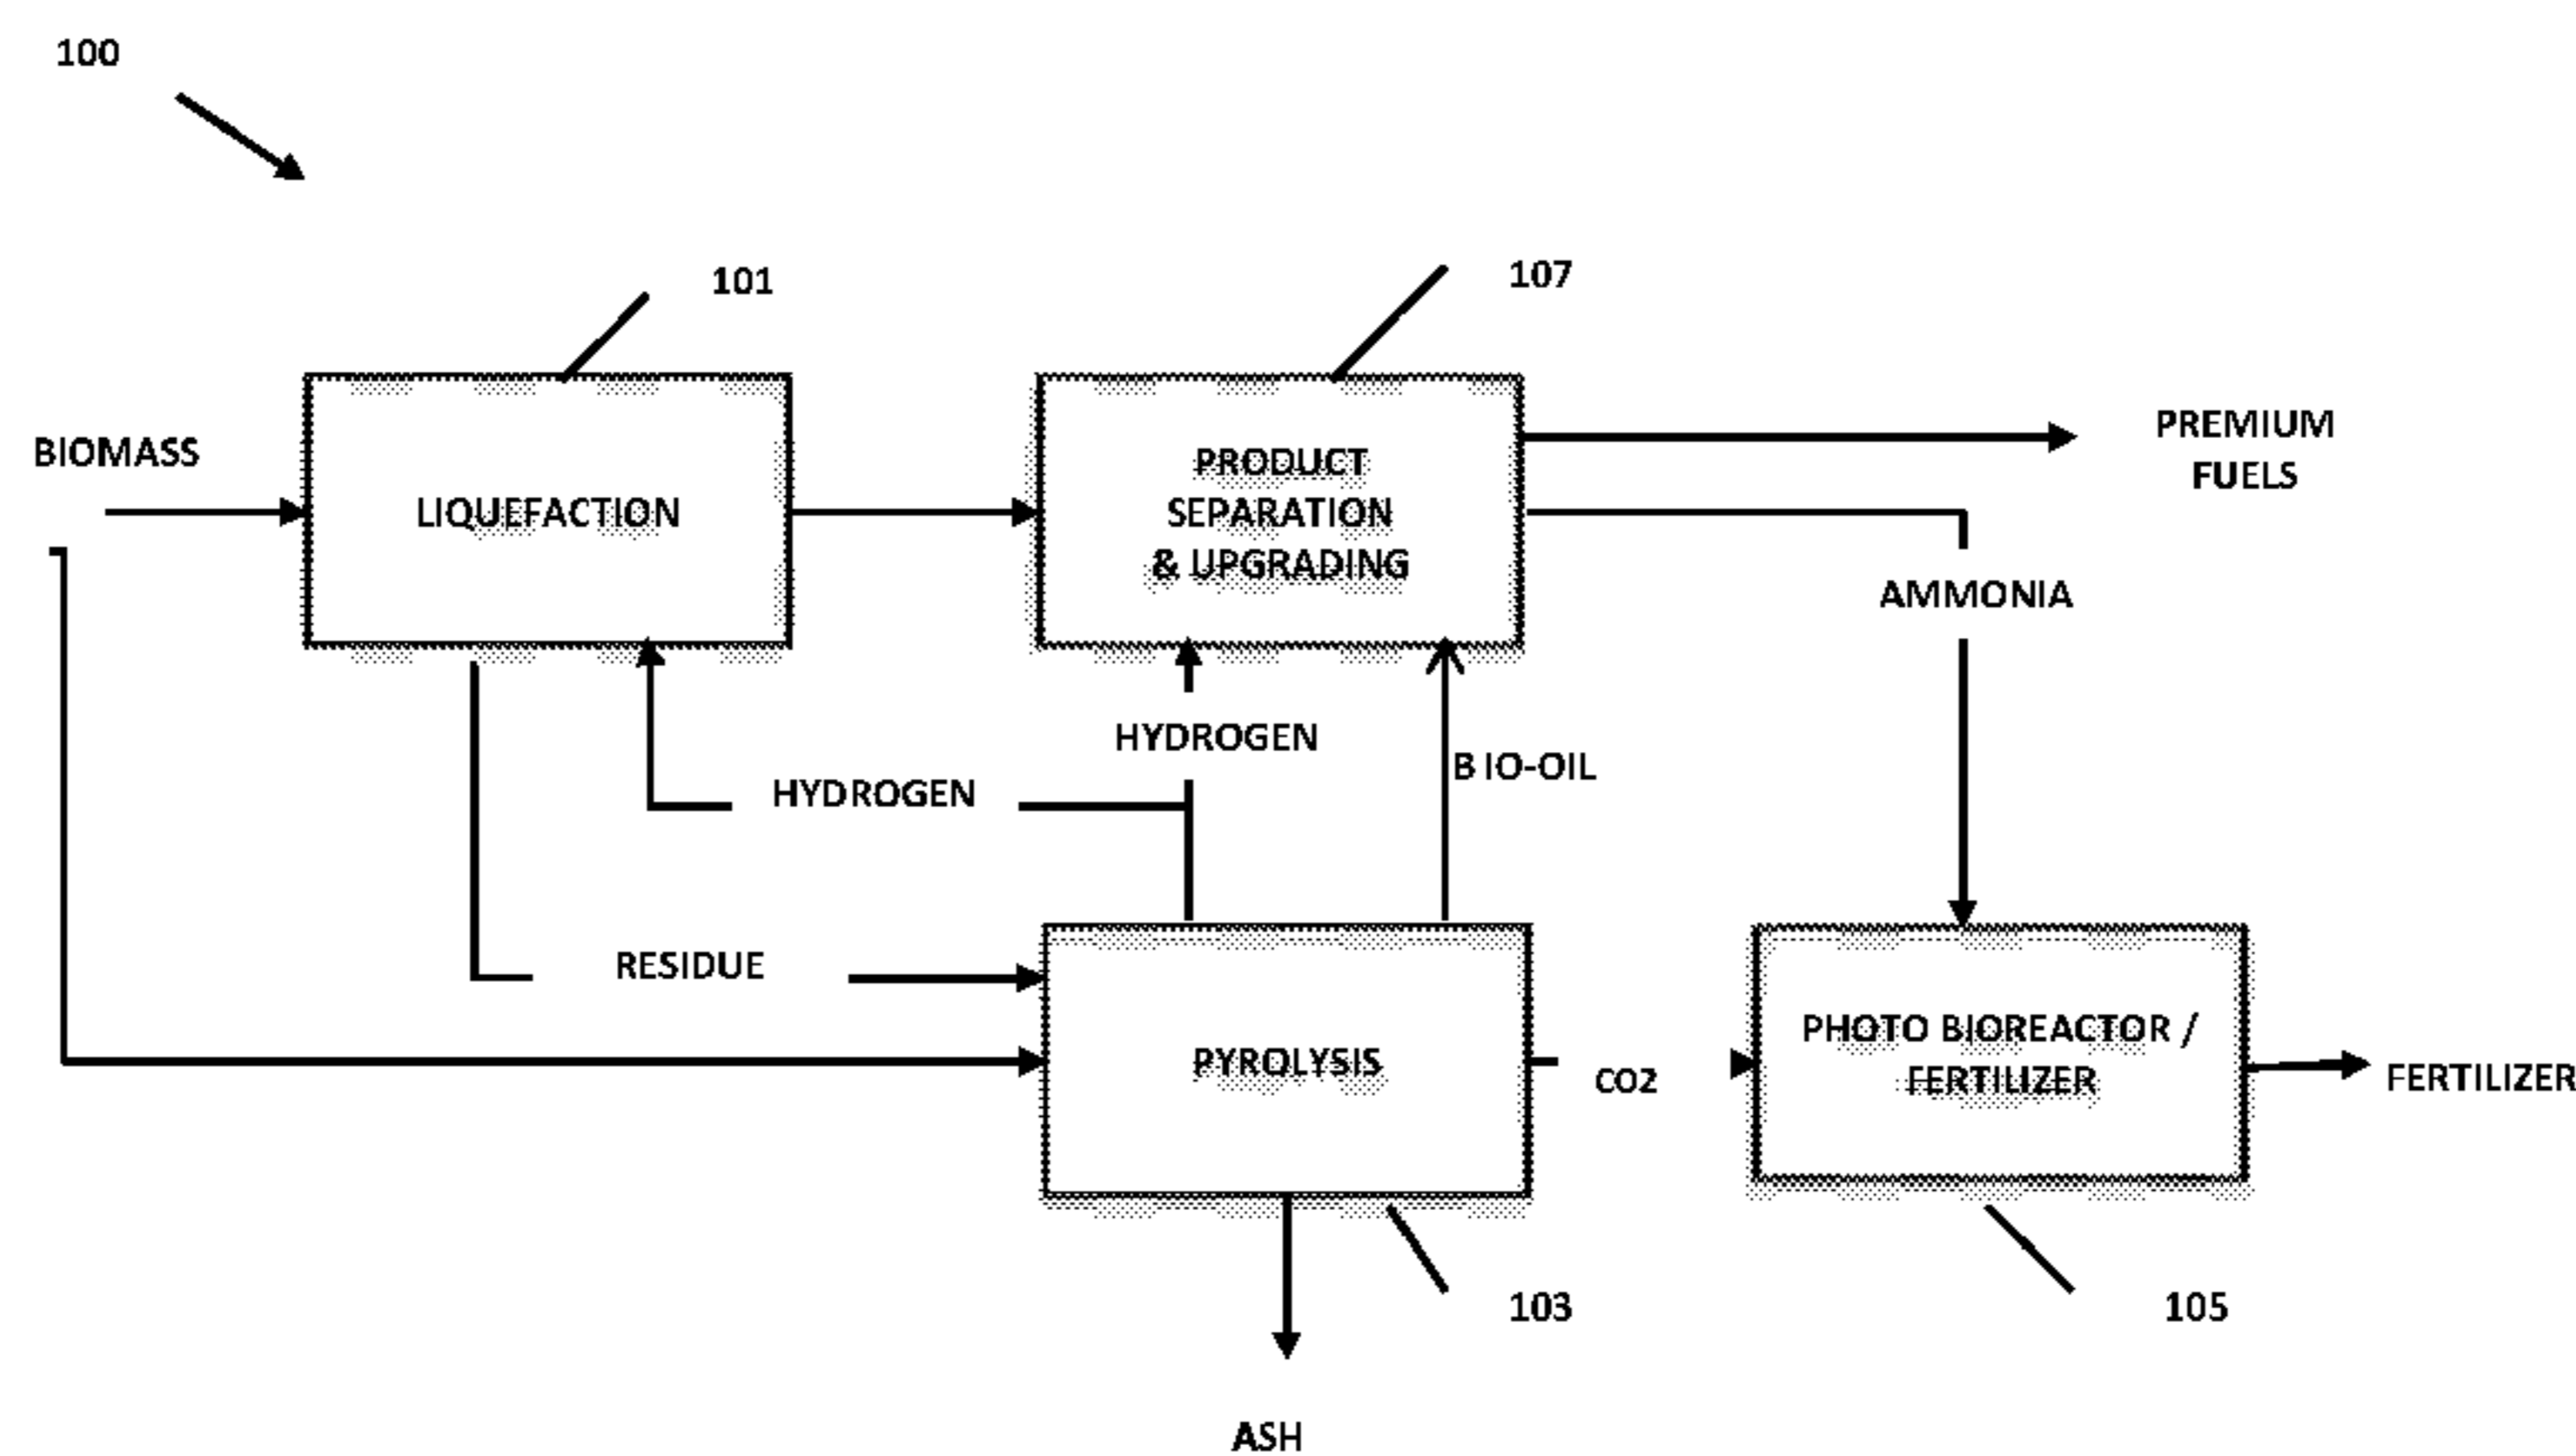 100
101
107
BIOMASS
LIQUEFACTION
PRODUCT
SEPARATION
& UPGRADING
PREMIUM
FUELS
AMMONIA
HYDROGEN
HYDROGEN
BIO-OIL
RESIDUE
PYROLYSIS
CO2
PHOTO BIOREACTOR /
FERTILIZER
FERTILIZER
103
105
ASH